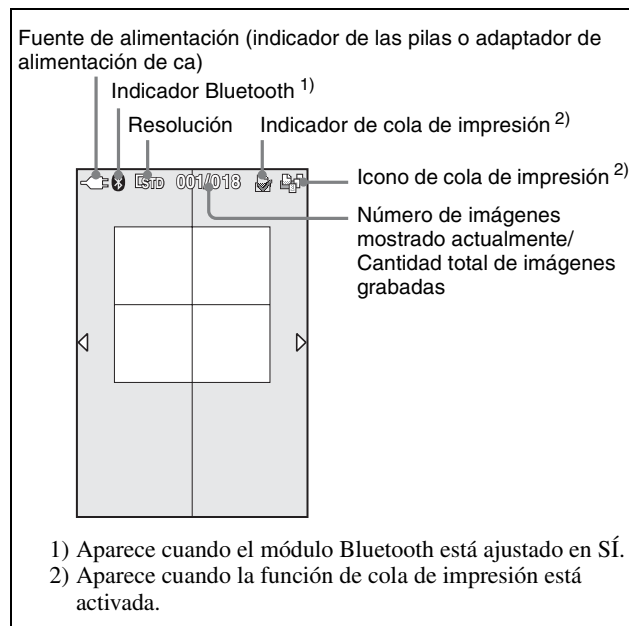 Fuente de alimentación (indicador de las pilas o adaptador de
alimentación de ca)
Indicador Bluetooth 1)
Resolución
Indicador de cola de impresión 2)
STD 001/018
Icono de cola de impresión 2)
Número de imágenes
mostrado actualmente/
Cantidad total de imágenes
grabadas
1) Aparece cuando el módulo Bluetooth está ajustado en SÍ.
2) Aparece cuando la función de cola de impresión está
activada.